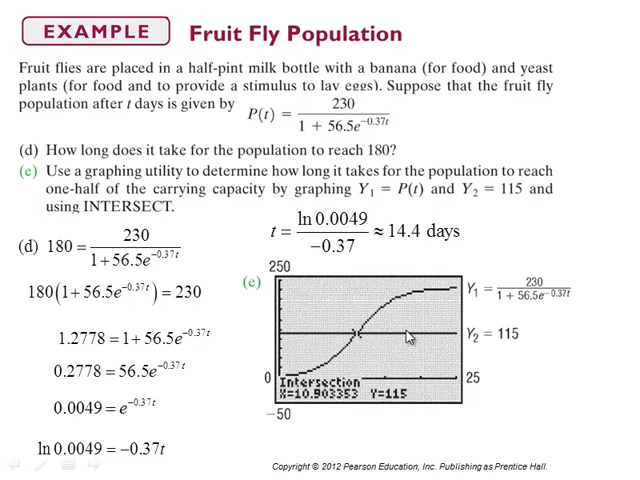 EXAMPLE Fruit Fly Population
Fruit flies are placed in a half-pint milk bottle with a banana (for food) and yeast
plants (for food and to provide a stimulus to lay eggs). Suppose that the fruit fly
population after t days is given by P(t) = 230 / (1 + 56.5e^{-0.37t})
(d) How long does it take for the population to reach 180?
(e) Use a graphing utility to determine how long it takes for the population to reach
one-half of the carrying capacity by graphing Y₁ = P(t) and Y₂ = 115 and
using INTERSECT.
(d) 180 = 230 / (1+56.5e^{-0.37t})
180(1+56.5e^{-0.37t}) = 230
1.2778 = 1+56.5e^{-0.37t}
0.2778 = 56.5e^{-0.37t}
0.0049 = e^{-0.37t}
ln 0.0049 = -0.37t
t = ln 0.0049 / -0.37 ≈ 14.4 days
250
(e)
Y₁ = 230 / (1 + 56.5e^{-0.37t})
Y₂ = 115
0
25
Intersection
X=10.903353 Y=115
-50
Copyright © 2012 Pearson Education, Inc. Publishing as Prentice Hall.